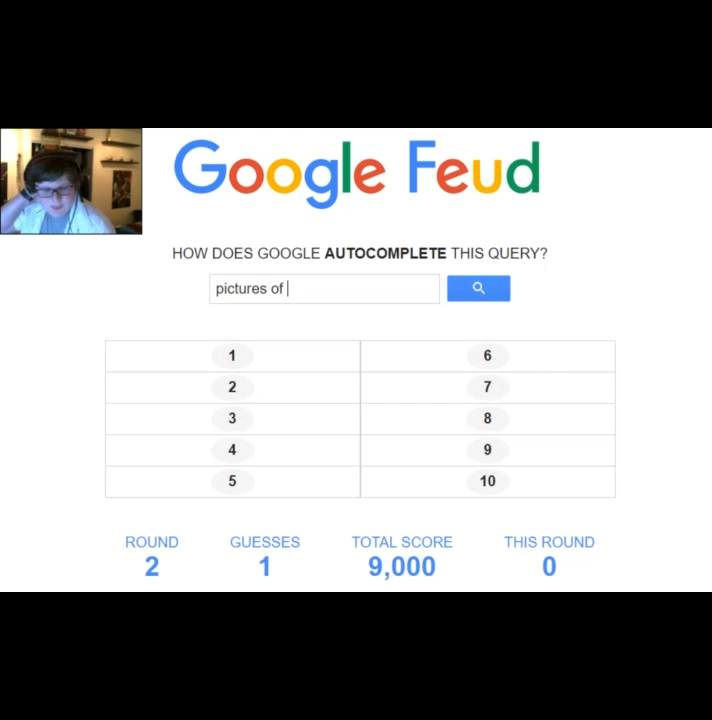 Google Feud
HOW DOES GOOGLE AUTOCOMPLETE THIS QUERY?
pictures of
1 6
2 7
3 8
4 9
5 10
ROUND GUESSES TOTAL SCORE THIS ROUND
2 1 9,000 0